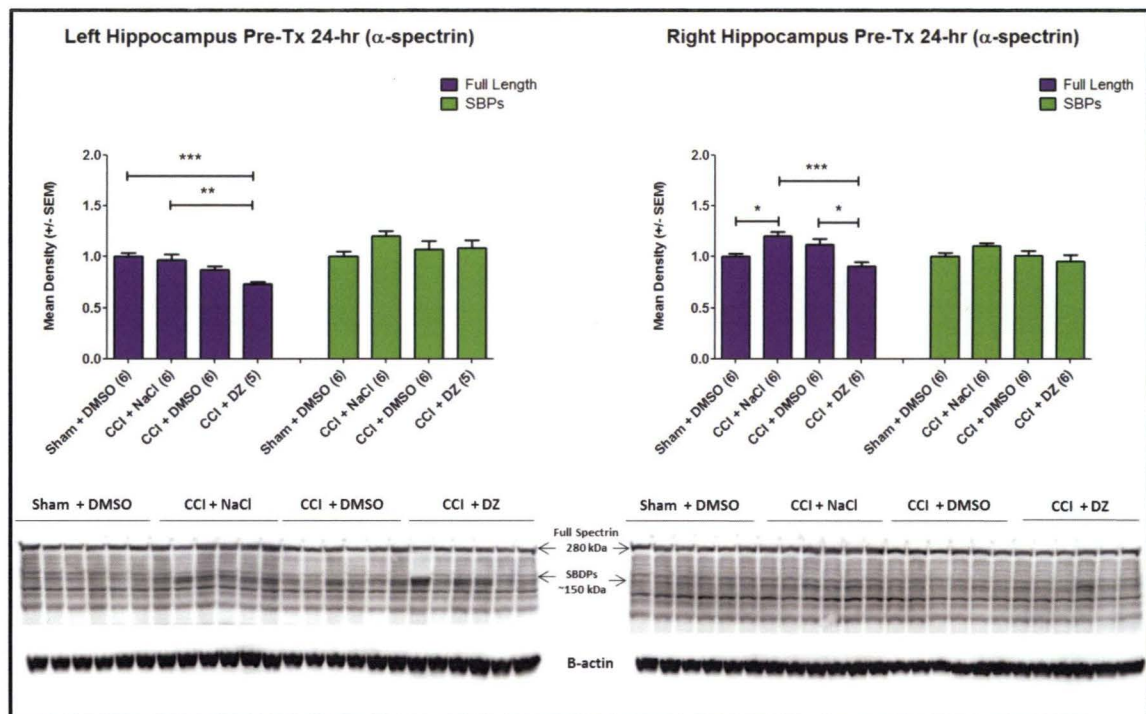 Left Hippocampus Pre-Tx 24-hr (α-spectrin)
Full Length
SBPs
Mean Density (+/- SEM)
2.0
1.5
1.0
0.5
0.0
***
**
Sham + DMSO (6)
CCI + NaCl (6)
CCI + DMSO (6)
CCI + DZ (5)
Sham + DMSO (6)
CCI + NaCl (6)
CCI + DMSO (6)
CCI + DZ (5)
Right Hippocampus Pre-Tx 24-hr (α-spectrin)
Full Length
SBPs
Mean Density (+/- SEM)
2.0
1.5
1.0
0.5
0.0
***
*
*
Sham + DMSO (6)
CCI + NaCl (6)
CCI + DMSO (6)
CCI + DZ (6)
Sham + DMSO (6)
CCI + NaCl (6)
CCI + DMSO (6)
CCI + DZ (6)
Sham + DMSO CCI + NaCl CCI + DMSO CCI + DZ
Full Spectrin
280 kDa
SBDPs
~150 kDa
B-actin
Sham + DMSO CCI + NaCl CCI + DMSO CCI + DZ